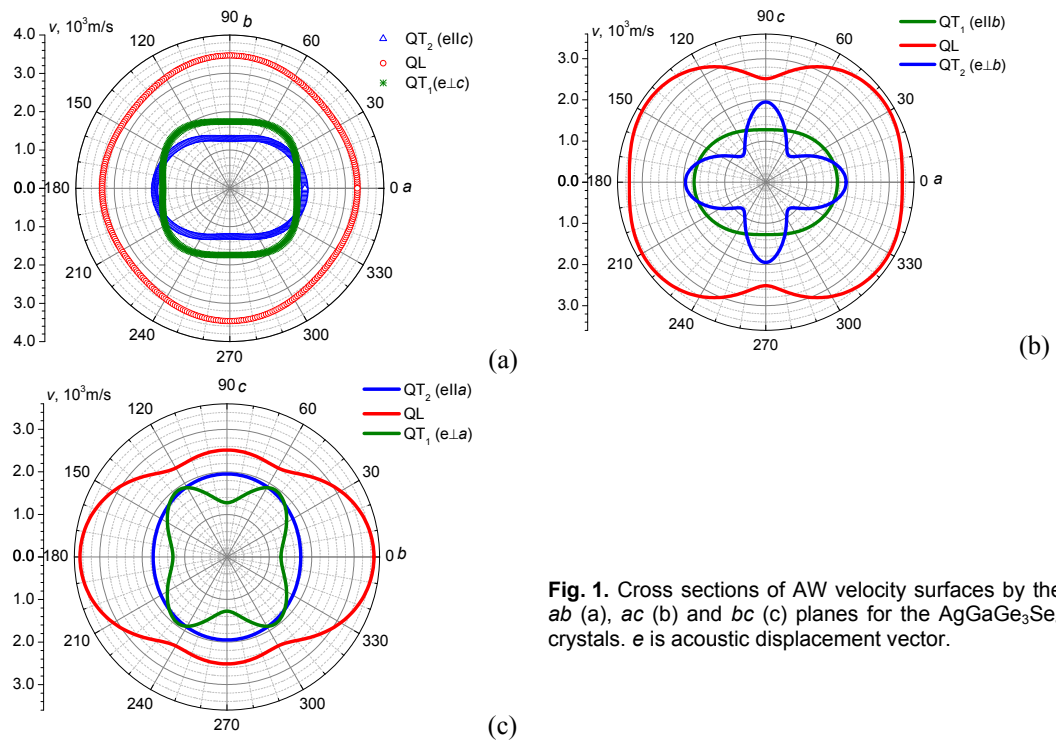 v, 10³m/s
90 b
120
60
150
30
180
0 a
210
330
240
300
270
4.0
3.0
2.0
1.0
0.0
1.0
2.0
3.0
4.0
QT₂ (eIIc)
QL
QT₁(e⊥c)
(a)
v, 10³m/s
90 c
120
60
150
30
180
0 a
210
330
240
300
270
3.0
2.0
1.0
0.0
1.0
2.0
3.0
QT₁ (eIIb)
QL
QT₂ (e⊥b)
(b)
v, 10³m/s
90 c
120
60
150
30
180
0 b
210
330
240
300
270
3.0
2.0
1.0
0.0
1.0
2.0
3.0
QT₂ (eIIa)
QL
QT₁ (e⊥a)
(c)
Fig. 1. Cross sections of AW velocity surfaces by the
ab (a), ac (b) and bc (c) planes for the AgGaGe₃Se
crystals. e is acoustic displacement vector.